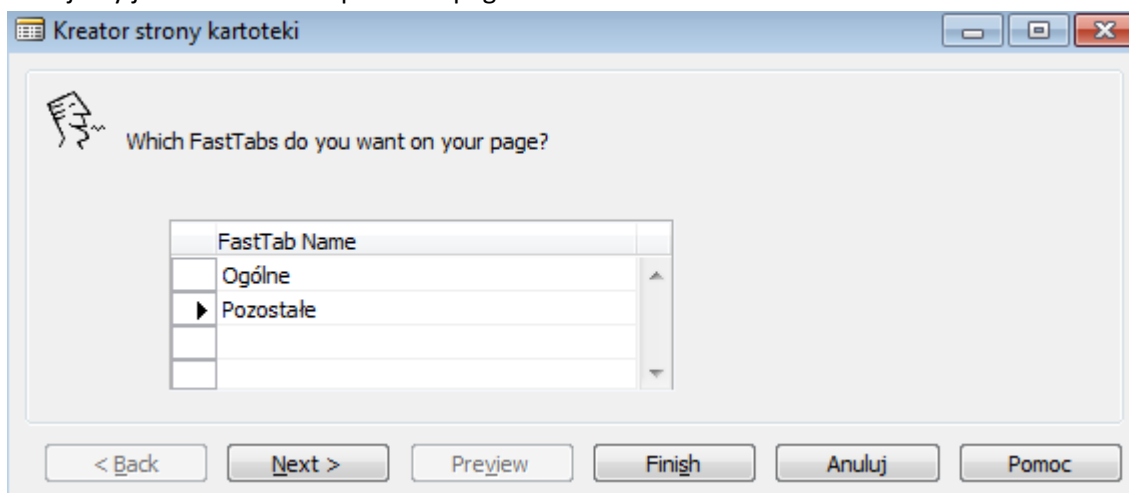 Kreator strony kartoteki
Which FastTabs do you want on your page?
FastTab Name
Ogólne
Pozostałe
< Back Next > Preview Finish Anuluj Pomoc